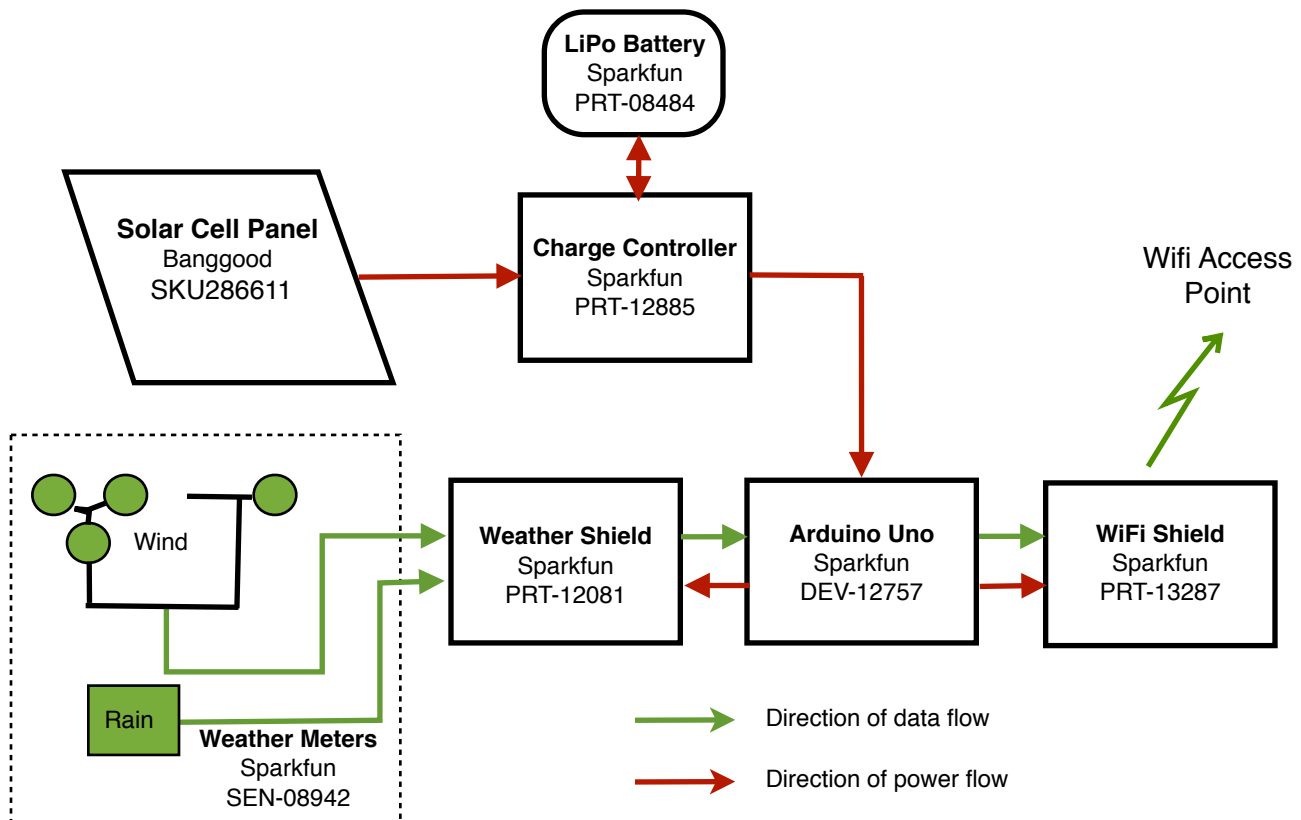 LiPo Battery
Sparkfun
PRT-08484
Solar Cell Panel
Banggood
SKU286611
Charge Controller
Sparkfun
PRT-12885
Wifi Access
Point
Wind
Rain
Weather Meters
Sparkfun
SEN-08942
Weather Shield
Sparkfun
PRT-12081
Arduino Uno
Sparkfun
DEV-12757
WiFi Shield
Sparkfun
PRT-13287
Direction of data flow
Direction of power flow